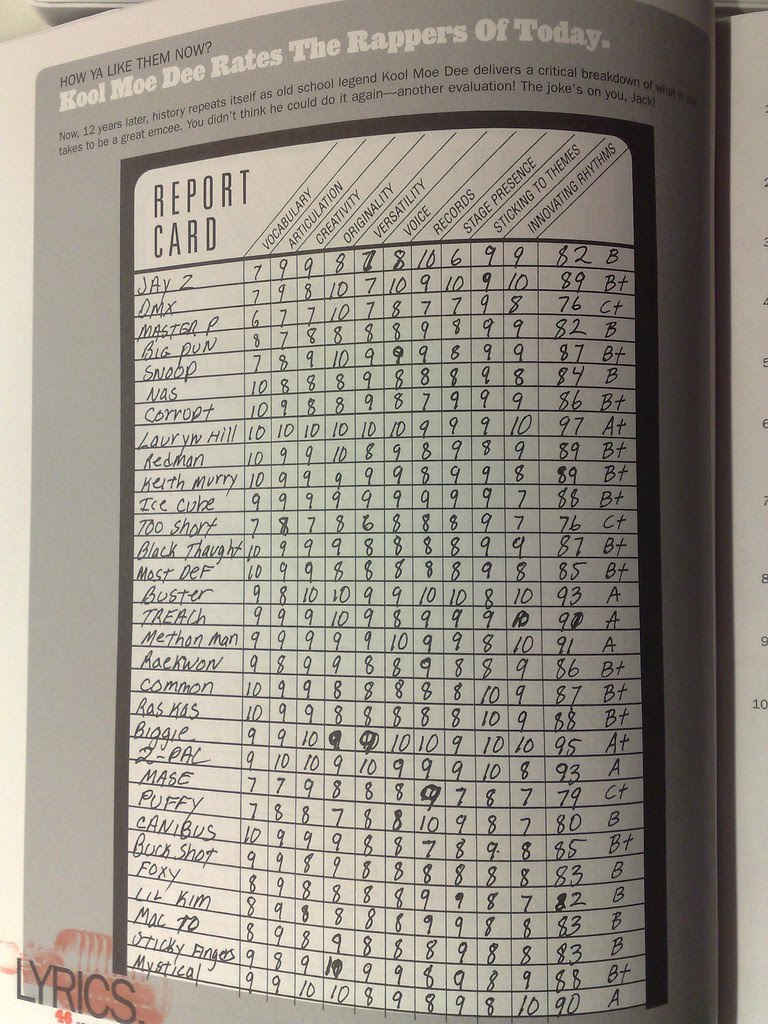 HOW YA LIKE THEM NOW?
Kool Moe Dee Rates The Rappers Of Today.
Now, 12 years later, history repeats itself as old school legend Kool Moe Dee delivers a critical breakdown of what it
takes to be a great emcee. You didn't think he could do it again—another evaluation! The joke's on you, Jack!
REPORT CARD
VOCABULARY ARTICULATION CREATIVITY ORIGINALITY VERSATILITY VOICE RECORDS STAGE PRESENCE STICKING TO THEMES INNOVATING RHYTHMS
JAY Z 7 9 9 8 7 8 10 6 9 9 82 B
DMX 7 9 8 10 7 10 9 10 9 10 89 B+
MASTER P 6 7 7 10 7 8 7 7 9 8 76 C+
BIG PUN 8 7 8 8 8 8 9 8 9 9 82 B
SNOOP 7 8 9 10 9 9 9 8 9 9 87 B+
NAS 10 8 8 8 9 8 8 8 9 8 84 B
CORRUPT 10 9 8 8 9 8 7 9 9 9 86 B+
Lauryn Hill 10 10 10 10 10 10 9 9 9 10 97 A+
Redman 10 9 9 10 8 9 8 9 8 9 89 B+
Keith Murry 10 9 9 9 9 9 8 9 9 8 89 B+
Ice Cube 9 9 9 9 9 9 9 9 9 7 88 B+
Too Short 7 8 7 8 6 8 8 8 9 7 76 C+
Black Thaught 10 9 9 9 8 8 8 8 9 9 87 B+
Most Def 10 9 9 8 8 8 8 8 9 8 85 B+
Buster 9 8 10 10 9 9 10 10 8 10 93 A
TREACH 9 9 9 10 9 8 9 9 9 10 A
Methon man 9 9 9 9 9 10 9 9 8 10 91 A
Raekwon 9 8 9 9 8 8 9 8 8 9 86 B+
Common 10 9 9 8 8 8 8 8 10 9 87 B+
Ras Kas 10 9 9 8 8 8 8 8 10 9 88 B+
Biggie 9 9 10 9 9 10 10 9 10 10 95 A+
2-PAC 9 10 10 9 10 9 9 9 10 8 93 A
MASE 7 7 9 8 8 8 9 7 8 7 79 C+
PUFFY 7 8 8 7 8 8 10 9 8 7 80 B
CANIBUS 10 9 9 9 8 8 7 8 9 8 85 B+
Buck Shot 9 9 8 9 8 8 8 8 8 8 83 B
FOXY 8 9 8 8 8 8 9 9 8 7 82 B
Lil Kim 8 9 8 8 8 8 9 9 8 8 83 B
Mac 10 8 9 8 9 8 8 8 9 8 8 83 B
Sticky Fingers 9 8 9 10 9 9 8 9 8 9 88 B+
Mystical 9 9 10 10 8 9 8 9 8 10 90 A
LYRICS.
46